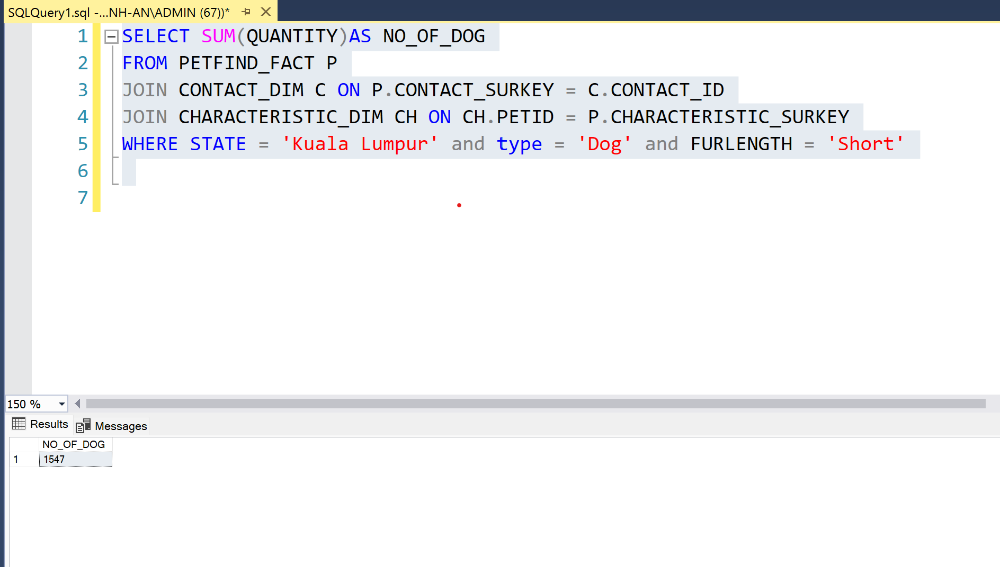 SQLQuery1.sql -...NH-AN\ADMIN (67))*
1 SELECT SUM(QUANTITY)AS NO_OF_DOG
2 FROM PETFIND_FACT P
3 JOIN CONTACT_DIM C ON P.CONTACT_SURKEY = C.CONTACT_ID
4 JOIN CHARACTERISTIC_DIM CH ON CH.PETID = P.CHARACTERISTIC_SURKEY
5 WHERE STATE = 'Kuala Lumpur' and type = 'Dog' and FURLENGTH = 'Short'
6
7
150 %
Results Messages
NO_OF_DOG
1 1547